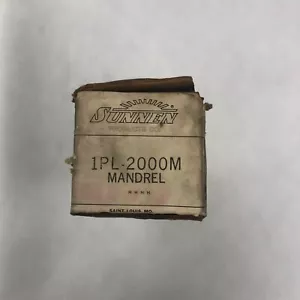 SUNNEN
1PL-2000M
MANDREL
****
SAINT LOUIS, MO.